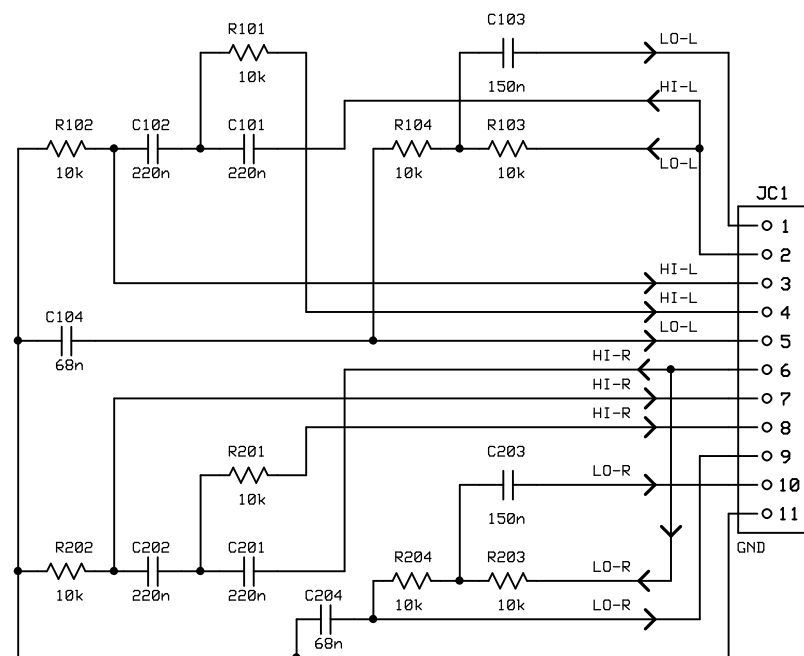 C103
R101
LO-L
10k
150n
HI-L
R102 C102 C101 R104 R103
10k 220n 220n 10k 10k
LO-L
JC1
1
2
HI-L
3
HI-L
4
C104
LO-L
5
68n
HI-R
6
HI-R
7
HI-R
8
R201 C203
9
LO-R
10
10k
150n
11
R202 C202 C201 R204 R203
GND
LO-R
10k 220n 220n C204 10k 10k
LO-R
68n